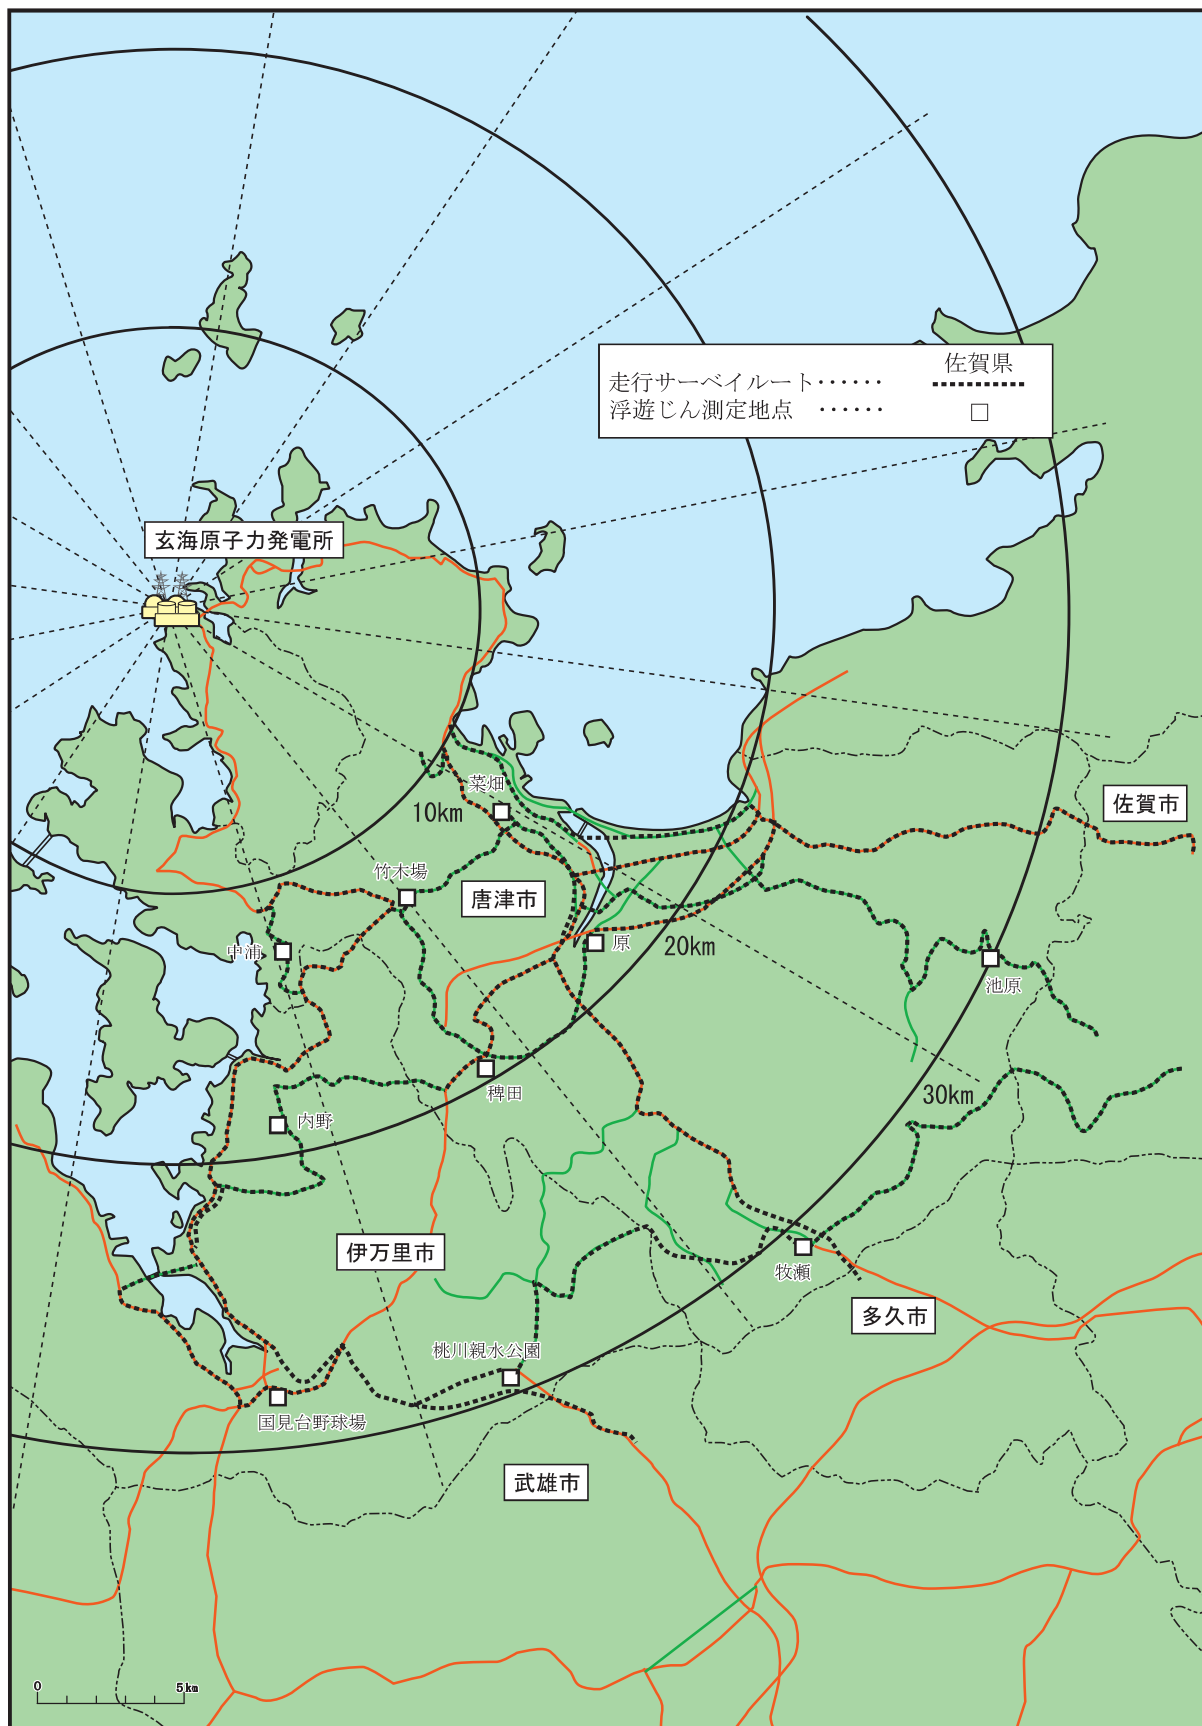 佐賀県
走行サーベイルート‥‥‥
浮遊じん測定地点 ‥‥‥ □
玄海原子力発電所
菜畑
10km
佐賀市
竹木場
唐津市
中浦
原
20km
池原
稗田
30km
内野
伊万里市
牧瀬
多久市
桃川親水公園
国見台野球場
武雄市
0 5km